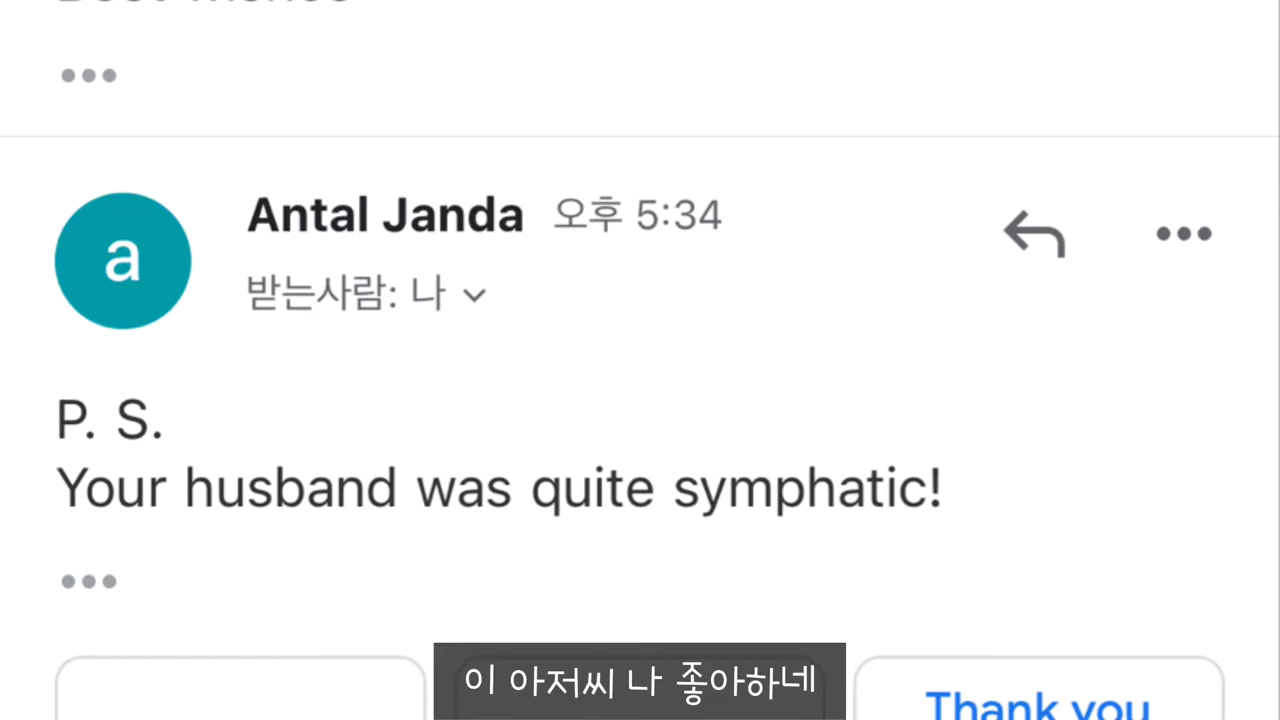 •••
a
Antal Janda 오후 5:34
받는사람: 나
P. S.
Your husband was quite symphatic!
•••
이 아저씨 나 좋아하네
Thank you